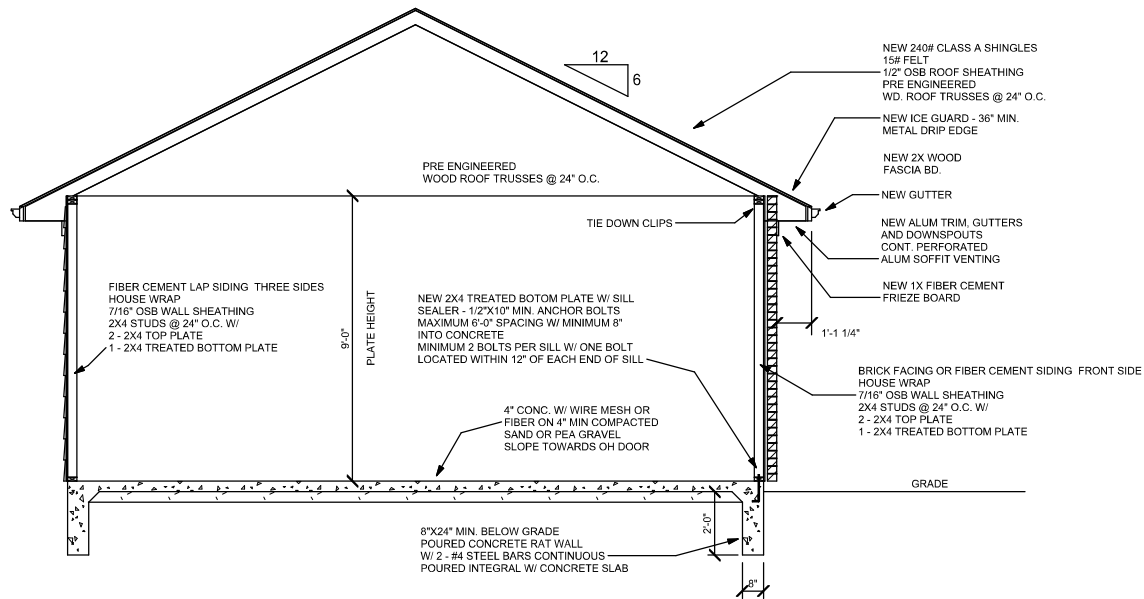 12
6
NEW 240# CLASS A SHINGLES
15# FELT
1/2" OSB ROOF SHEATHING
PRE ENGINEERED
WD. ROOF TRUSSES @ 24" O.C.
NEW ICE GUARD - 36" MIN.
METAL DRIP EDGE
NEW 2X WOOD
FASCIA BD.
NEW GUTTER
NEW ALUM TRIM, GUTTERS
AND DOWNSPOUTS
CONT. PERFORATED
ALUM SOFFIT VENTING
NEW 1X FIBER CEMENT
FRIEZE BOARD
1'-1 1/4"
PRE ENGINEERED
WOOD ROOF TRUSSES @ 24" O.C.
TIE DOWN CLIPS
FIBER CEMENT LAP SIDING THREE SIDES
HOUSE WRAP
7/16" OSB WALL SHEATHING
2X4 STUDS @ 24" O.C. W/
2 - 2X4 TOP PLATE
1 - 2X4 TREATED BOTTOM PLATE
9'-0"
PLATE HEIGHT
NEW 2X4 TREATED BOTOM PLATE W/ SILL
SEALER - 1/2"X10" MIN. ANCHOR BOLTS
MAXIMUM 6'-0" SPACING W/ MINIMUM 8"
INTO CONCRETE
MINIMUM 2 BOLTS PER SILL W/ ONE BOLT
LOCATED WITHIN 12" OF EACH END OF SILL
BRICK FACING OR FIBER CEMENT SIDING FRONT SIDE
HOUSE WRAP
7/16" OSB WALL SHEATHING
2X4 STUDS @ 24" O.C. W/
2 - 2X4 TOP PLATE
1 - 2X4 TREATED BOTTOM PLATE
4" CONC. W/ WIRE MESH OR
FIBER ON 4" MIN COMPACTED
SAND OR PEA GRAVEL
SLOPE TOWARDS OH DOOR
GRADE
8"X24" MIN. BELOW GRADE
POURED CONCRETE RAT WALL
W/ 2 - #4 STEEL BARS CONTINUOUS
POURED INTEGRAL W/ CONCRETE SLAB
2'-0"
8"